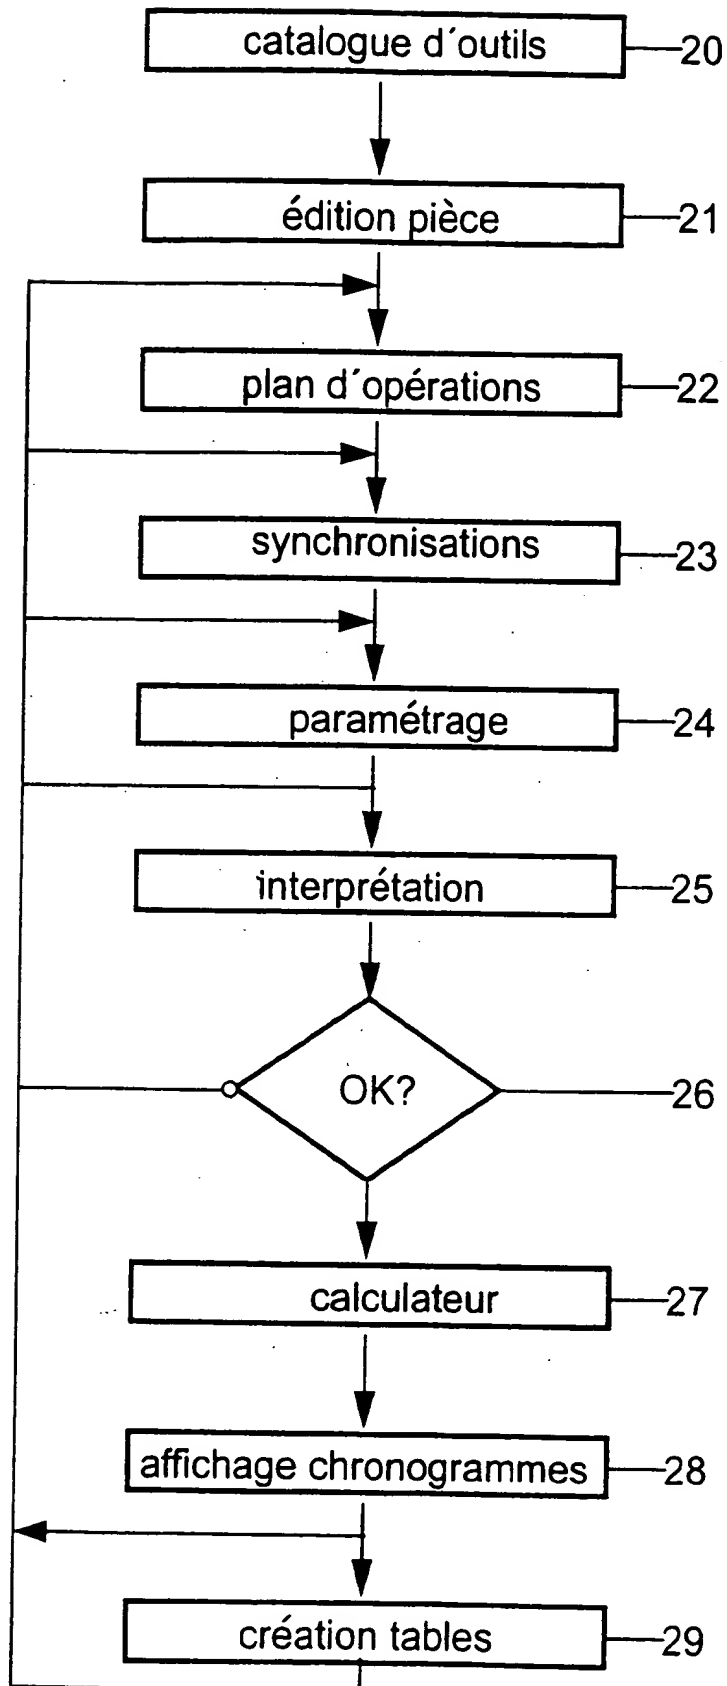 catalogue d´outils 20
édition pièce 21
plan d´opérations 22
synchronisations 23
paramétrage 24
interprétation 25
OK? 26
calculateur 27
affichage chronogrammes 28
création tables 29